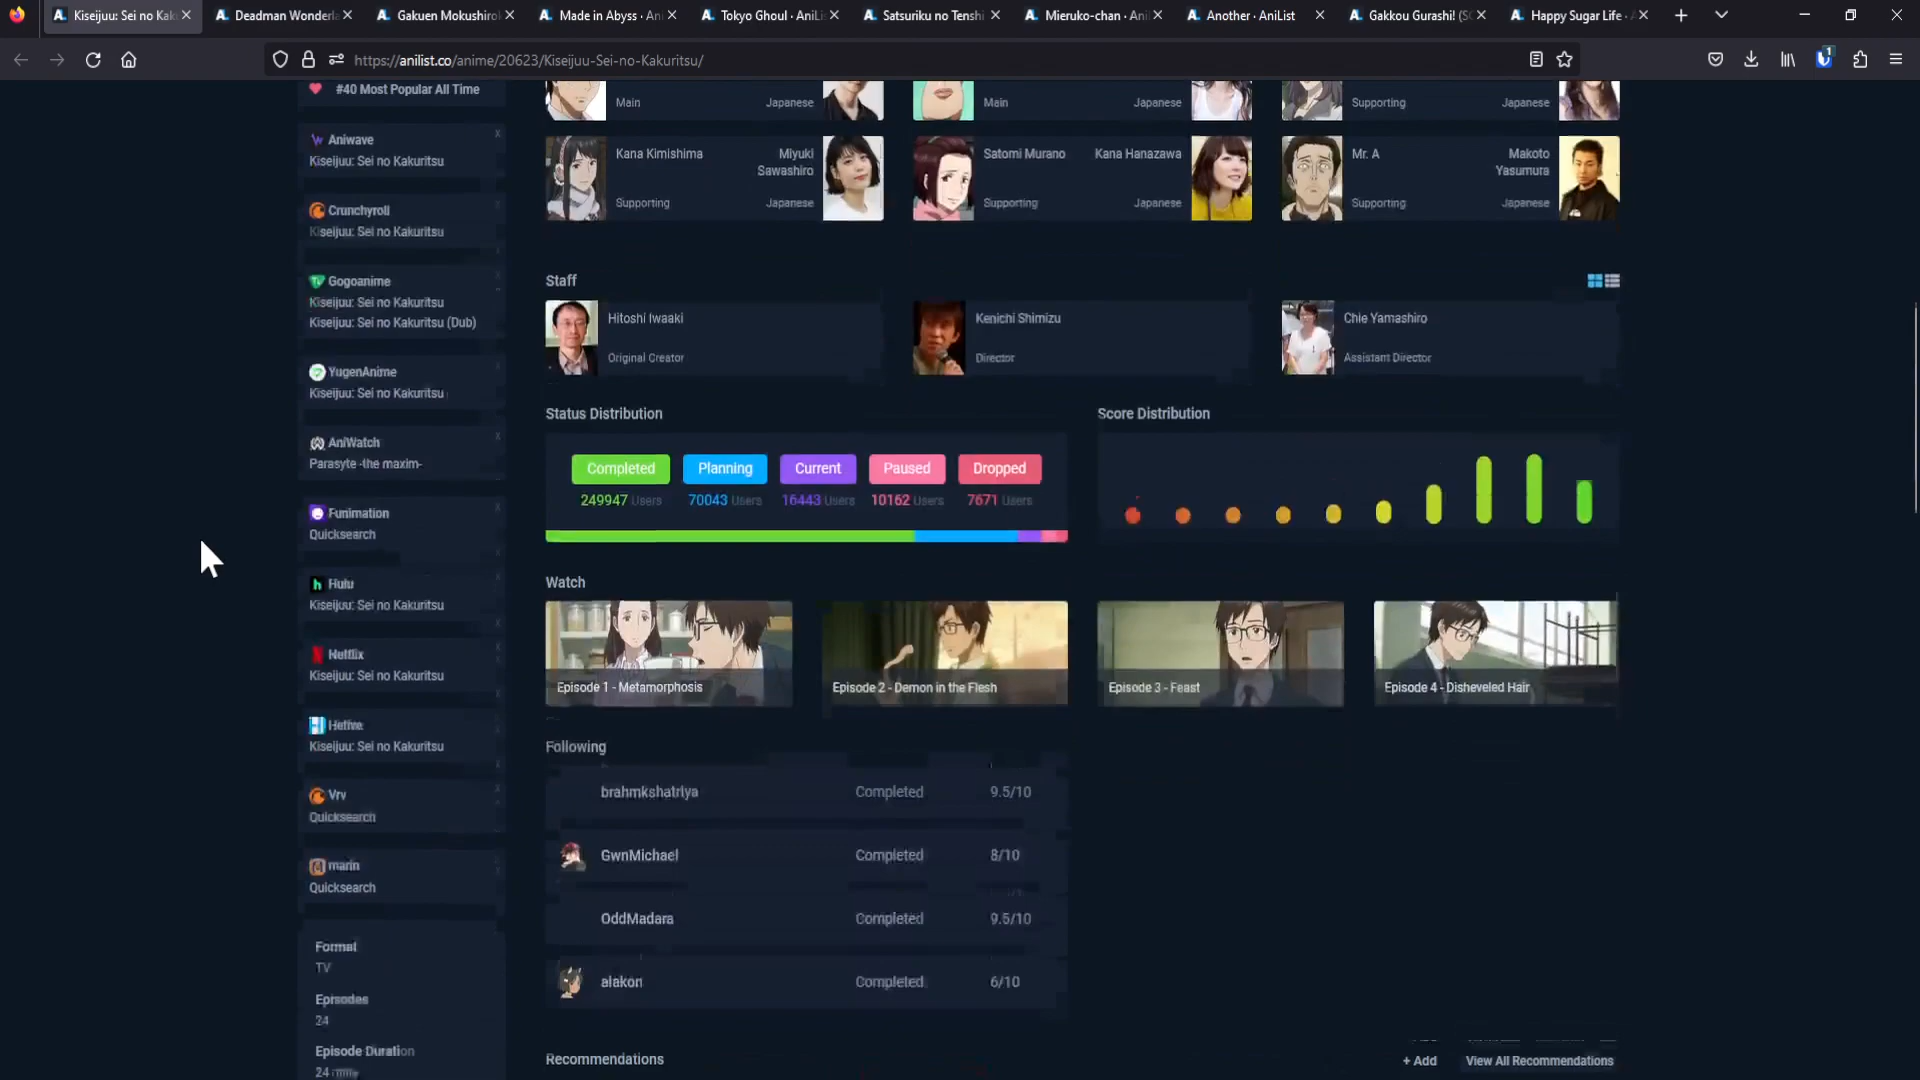 Kiseijuu: Sei no Kak
Deadman Wonderla
Gakuen Mokushirok
Made in Abyss · Ani
Tokyo Ghoul · AniLis
Satsuriku no Tenshi
Mieruko-chan · AniL
Another · AniList
Gakkou Gurashi! (SC
Happy Sugar Life · A
https://anilist.co/anime/20623/Kiseijuu-Sei-no-Kakuritsu/
1
#40 Most Popular All Time
Aniwave
Kiseijuu: Sei no Kakuritsu
Crunchyroll
Kiseijuu: Sei no Kakuritsu
Gogoanime
Kiseijuu: Sei no Kakuritsu
Kiseijuu: Sei no Kakuritsu (Dub)
YugenAnime
Kiseijuu: Sei no Kakuritsu
AniWatch
Parasyte -the maxim-
Funimation
Quicksearch
Hulu
Kiseijuu: Sei no Kakuritsu
Netflix
Kiseijuu: Sei no Kakuritsu
Kiseijuu: Sei no Kakuritsu
Vrv
Quicksearch
marin
Quicksearch
Format
TV
Episodes
24
Episode Duration
24 mins
Main
Japanese
Main
Japanese
Supporting
Japanese
Kana Kimishima
Miyuki
Sawashiro
Supporting
Japanese
Satomi Murano
Kana Hanazawa
Supporting
Japanese
Mr. A
Makoto
Yasumura
Supporting
Japanese
Staff
Hitoshi Iwaaki
Original Creator
Kenichi Shimizu
Director
Chie Yamashiro
Assistant Director
Status Distribution
Completed
249947 Users
Planning
70043 Users
Current
16443 Users
Paused
10162 Users
Dropped
7671 Users
Score Distribution
Watch
Episode 1 - Metamorphosis
Episode 2 - Demon in the Flesh
Episode 3 - Feast
Episode 4 - Disheveled Hair
Following
brahmkshatriya
Completed
9.5/10
GwnMichael
Completed
8/10
OddMadara
Completed
9.5/10
alakon
Completed
6/10
Recommendations
+ Add
View All Recommendations